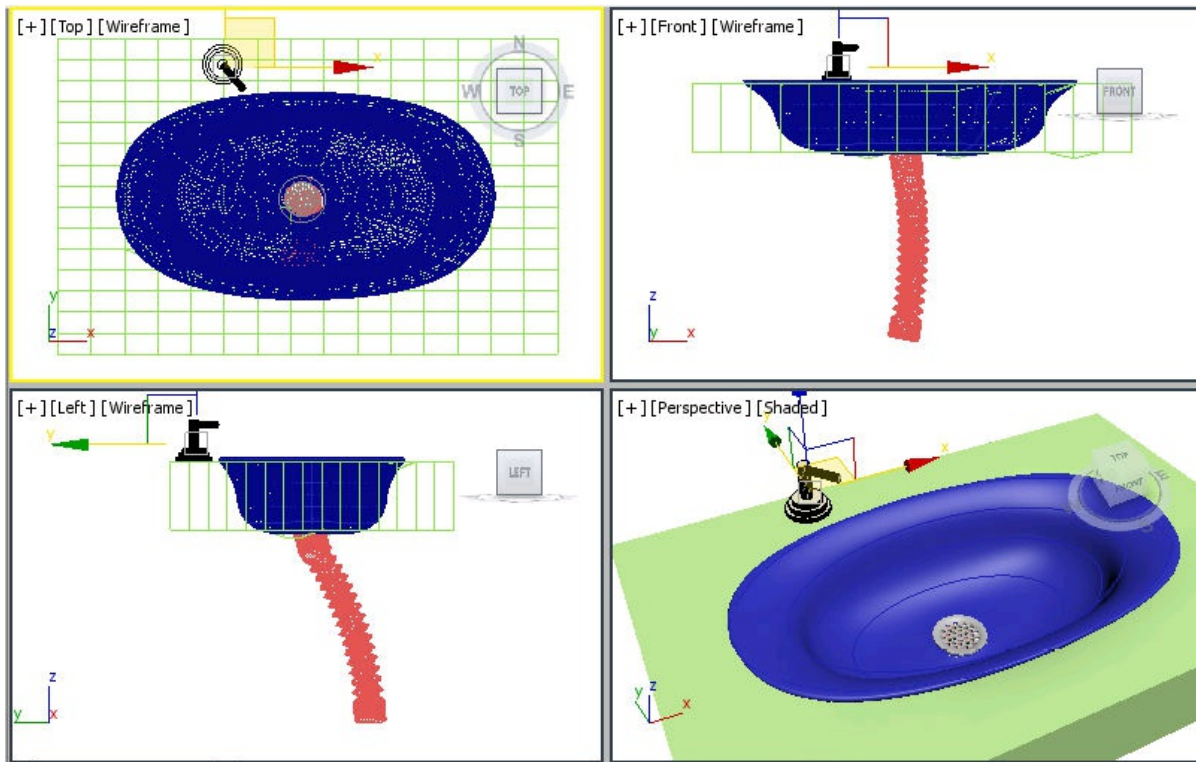 [+] [Top] [Wireframe]
x
N
W TOP E
S
y
z x
[+] [Front] [Wireframe]
x
FRONT
z
y x
[+] [Left] [Wireframe]
y
LEFT
z
y x
[+] [Perspective] [Shaded]
y
x
TOP
FRONT
E
z
y
x